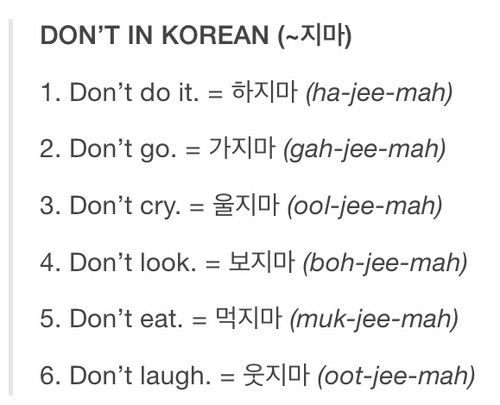 DON’T IN KOREAN (~지마)
1. Don’t do it. = 하지마 (ha-jee-mah)
2. Don’t go. = 가지마 (gah-jee-mah)
3. Don’t cry. = 울지마 (ool-jee-mah)
4. Don’t look. = 보지마 (boh-jee-mah)
5. Don’t eat. = 먹지마 (muk-jee-mah)
6. Don’t laugh. = 웃지마 (oot-jee-mah)